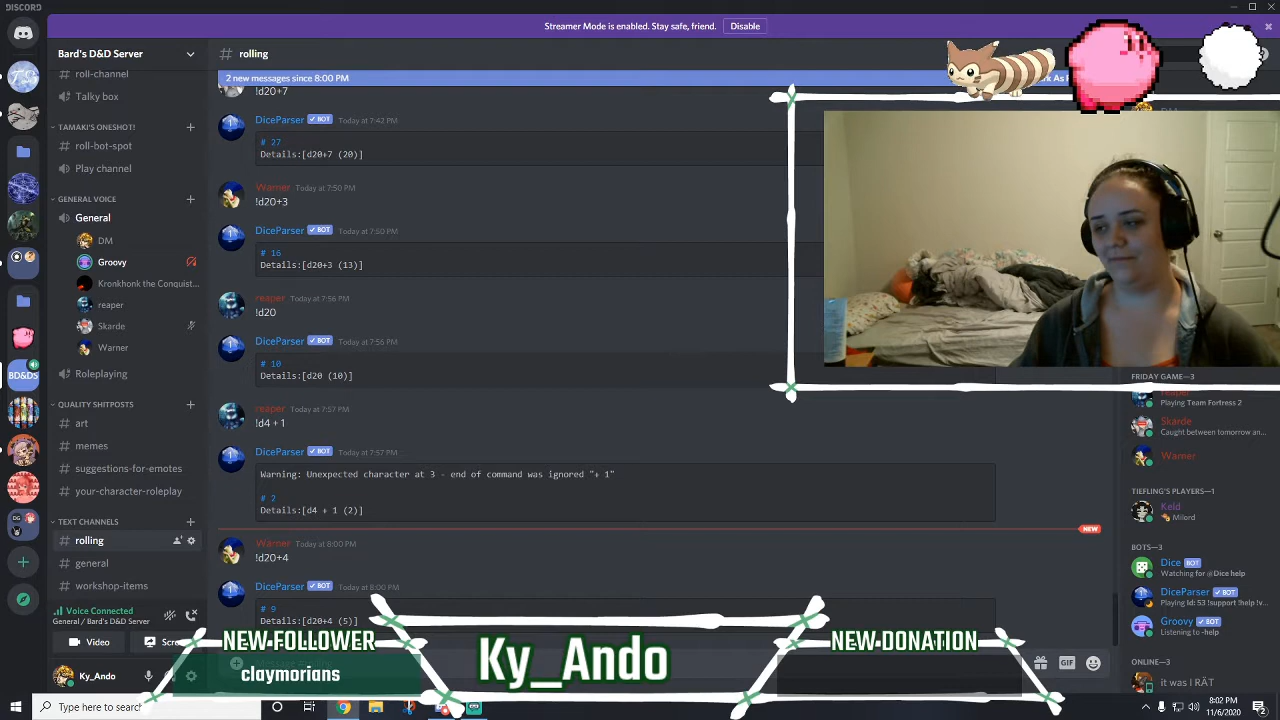 DISCORD
Streamer Mode is enabled. Stay safe, friend.
Disable
Bard's D&D Server
# rolling
2 new messages since 8:00 PM
# roll-channel
Talky box
TAMAKI'S ONESHOT!
# roll-bot-spot
Play channel
GENERAL VOICE
General
DM
Groovy
Kronkhonk the Conquist...
reaper
Skarde
Warner
Roleplaying
BD&DS
QUALITY SHITPOSTS
# art
# memes
# suggestions-for-emotes
# your-character-roleplay
TEXT CHANNELS
# rolling
# general
# workshop-items
Voice Connected
General / Bard's D&D Server
Video
Ky_Ando
!d20+7
DiceParser BOT Today at 7:42 PM
# 27
Details:[d20+7 (20)]
Warner Today at 7:50 PM
!d20+3
DiceParser BOT Today at 7:50 PM
# 16
Details:[d20+3 (13)]
reaper Today at 7:56 PM
!d20
DiceParser BOT Today at 7:56 PM
# 10
Details:[d20 (10)]
reaper Today at 7:57 PM
!d4 + 1
DiceParser BOT Today at 7:57 PM
Warning: Unexpected character at 3 - end of command was ignored "+ 1"
# 2
Details:[d4 + 1 (2)]
NEW
Warner Today at 8:00 PM
!d20+4
DiceParser BOT Today at 8:00 PM
# 9
Details:[d20+4 (5)]
GIF
DM
FRIDAY GAME—3
reaper
Playing Team Fortress 2
Skarde
Caught between tomorrow an...
Warner
TIEFLING'S PLAYERS—1
Keld
Milord
BOTS—3
Dice BOT
Watching for @Dice help
DiceParser BOT
Playing Id: 53 !support !help !v...
Groovy BOT
Listening to -help
ONLINE—3
it was I RÄT
NEW FOLLOWER
claymorians
Ky_Ando
NEW DONATION
Type here to search
8:02 PM
11/6/2020